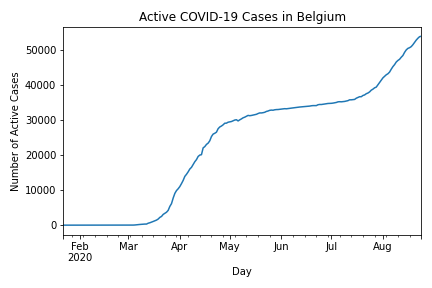 Active COVID-19 Cases in Belgium
Number of Active Cases
50000
40000
30000
20000
10000
0
Feb Mar Apr May Jun Jul Aug
2020
Day